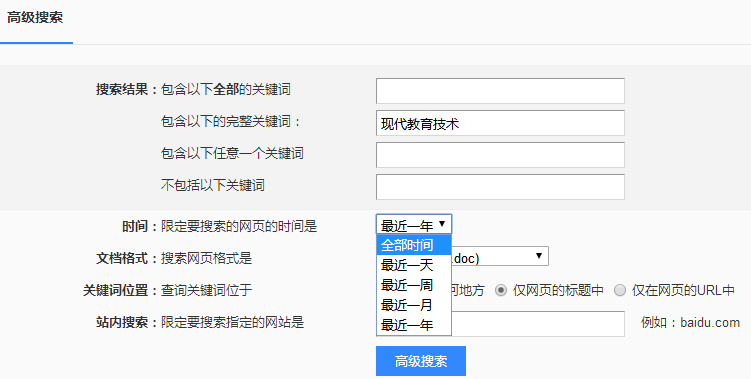 高级搜索
搜索结果：包含以下全部的关键词
包含以下的完整关键词：
现代教育技术
包含以下任意一个关键词
不包括以下关键词
时间：限定要搜索的网页的时间是
最近一年
全部时间
最近一天
最近一周
最近一月
最近一年
文档格式：搜索网页格式是
.doc)
关键词位置：查询关键词位于
可地方
仅网页的标题中
仅在网页的URL中
站内搜索：限定要搜索指定的网站是
例如：baidu.com
高级搜索